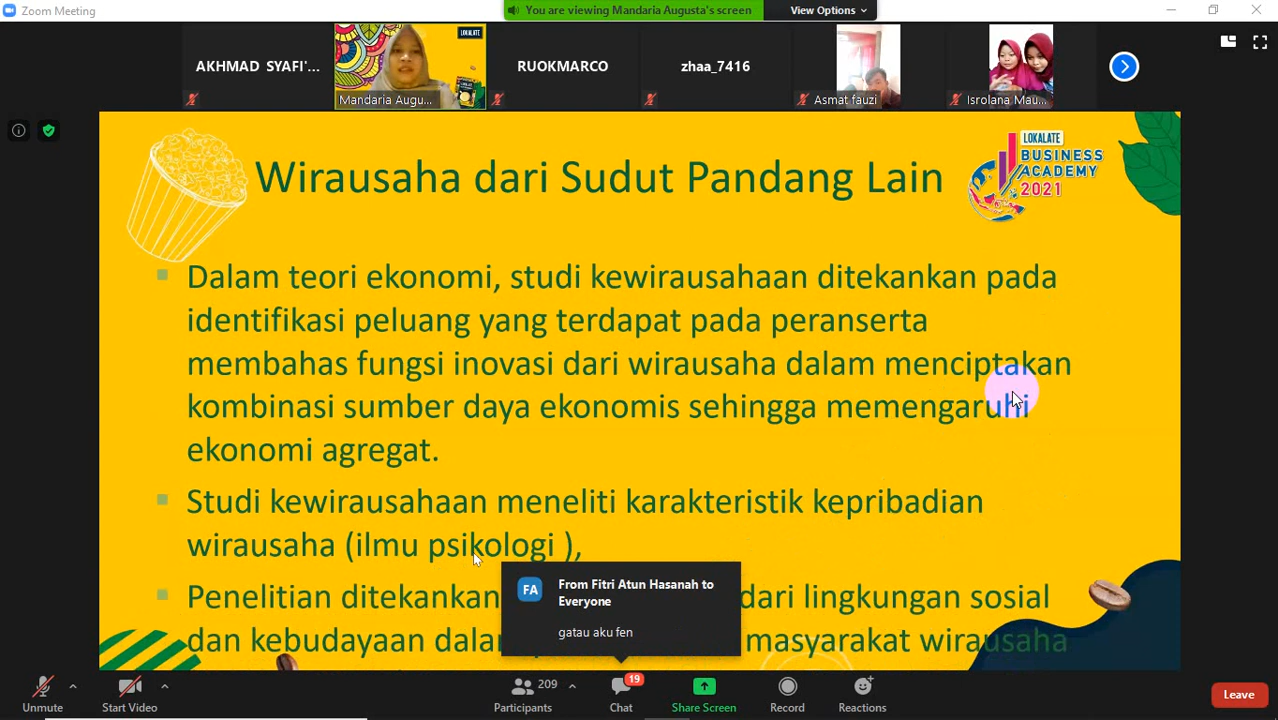 Zoom Meeting
You are viewing Mandaria Augusta's screen
View Options
AKHMAD SYAFI'...
LOKALATE
Mandaria Augu...
RUOKMARCO
zhaa_7416
Asmat fauzi
Isrolana Mau...
Wirausaha dari Sudut Pandang Lain
LOKALATE
BUSINESS
ACADEMY
2021
Dalam teori ekonomi, studi kewirausahaan ditekankan pada
identifikasi peluang yang terdapat pada peranserta
membahas fungsi inovasi dari wirausaha dalam menciptakan
kombinasi sumber daya ekonomis sehingga memengaruhi
ekonomi agregat.
Studi kewirausahaan meneliti karakteristik kepribadian
wirausaha (ilmu psikologi ),
Penelitian ditekankan dari lingkungan sosial
dan kebudayaan masyarakat wirausaha
FA
From Fitri Atun Hasanah to
Everyone
gatau aku fen
Unmute
Start Video
209
Participants
19
Chat
Share Screen
Record
Reactions
Leave